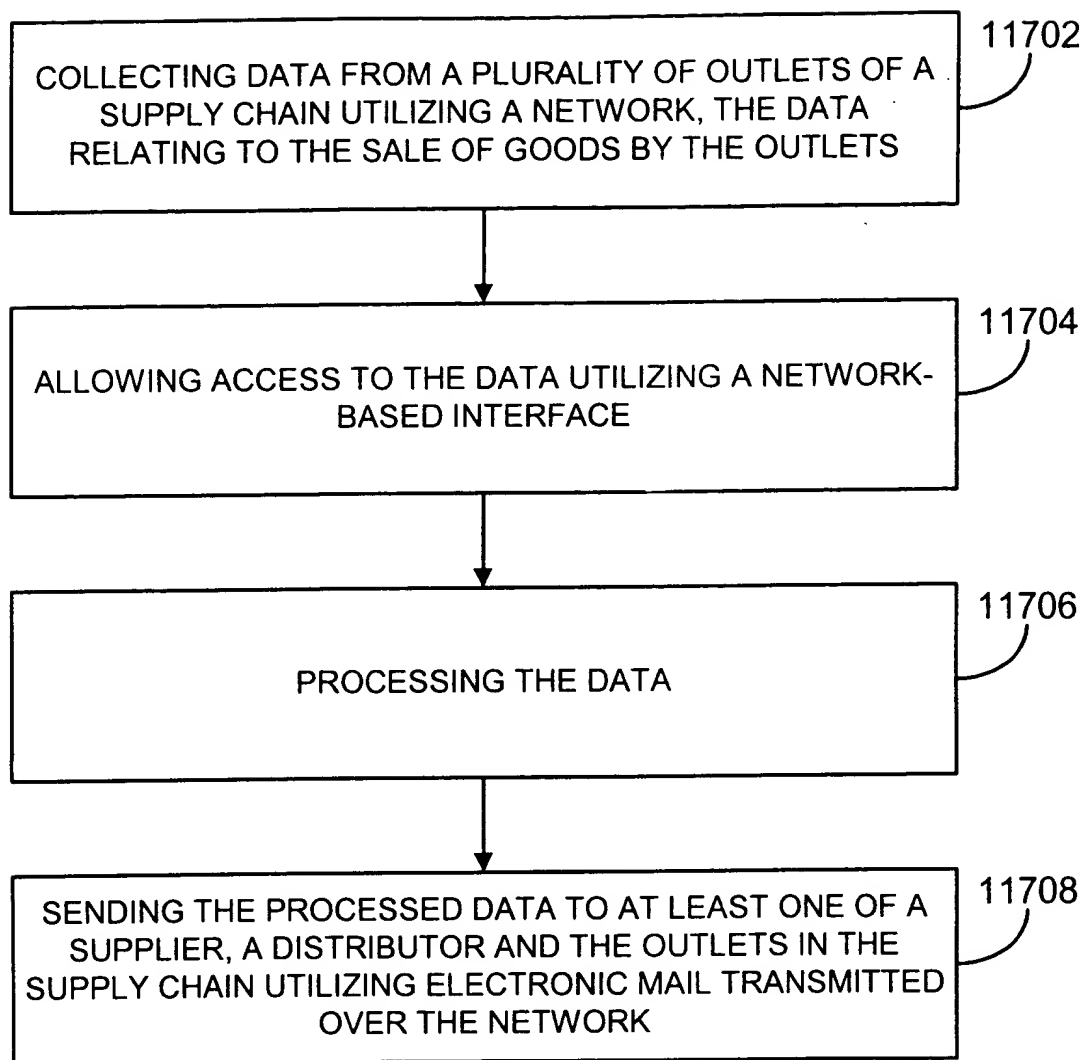 11702
COLLECTING DATA FROM A PLURALITY OF OUTLETS OF A
SUPPLY CHAIN UTILIZING A NETWORK, THE DATA
RELATING TO THE SALE OF GOODS BY THE OUTLETS
11704
ALLOWING ACCESS TO THE DATA UTILIZING A NETWORK-
BASED INTERFACE
11706
PROCESSING THE DATA
11708
SENDING THE PROCESSED DATA TO AT LEAST ONE OF A
SUPPLIER, A DISTRIBUTOR AND THE OUTLETS IN THE
SUPPLY CHAIN UTILIZING ELECTRONIC MAIL TRANSMITTED
OVER THE NETWORK